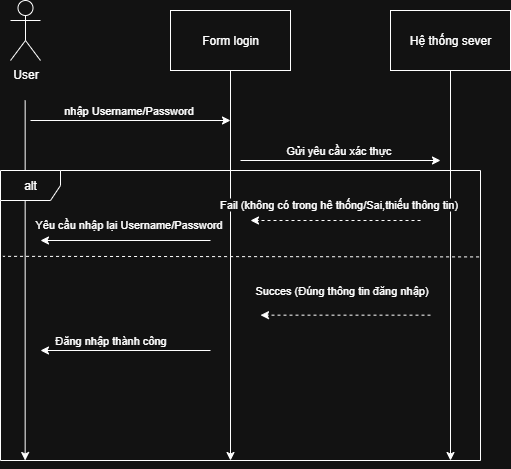 Form login
Hệ thống sever
User
nhập Username/Password
Gửi yêu cầu xác thực
alt
Fail (không có trong hê thống/Sai,thiếu thông tin)
Yêu cầu nhập lại Username/Password
Succes (Đúng thông tin đăng nhập)
Đăng nhập thành công